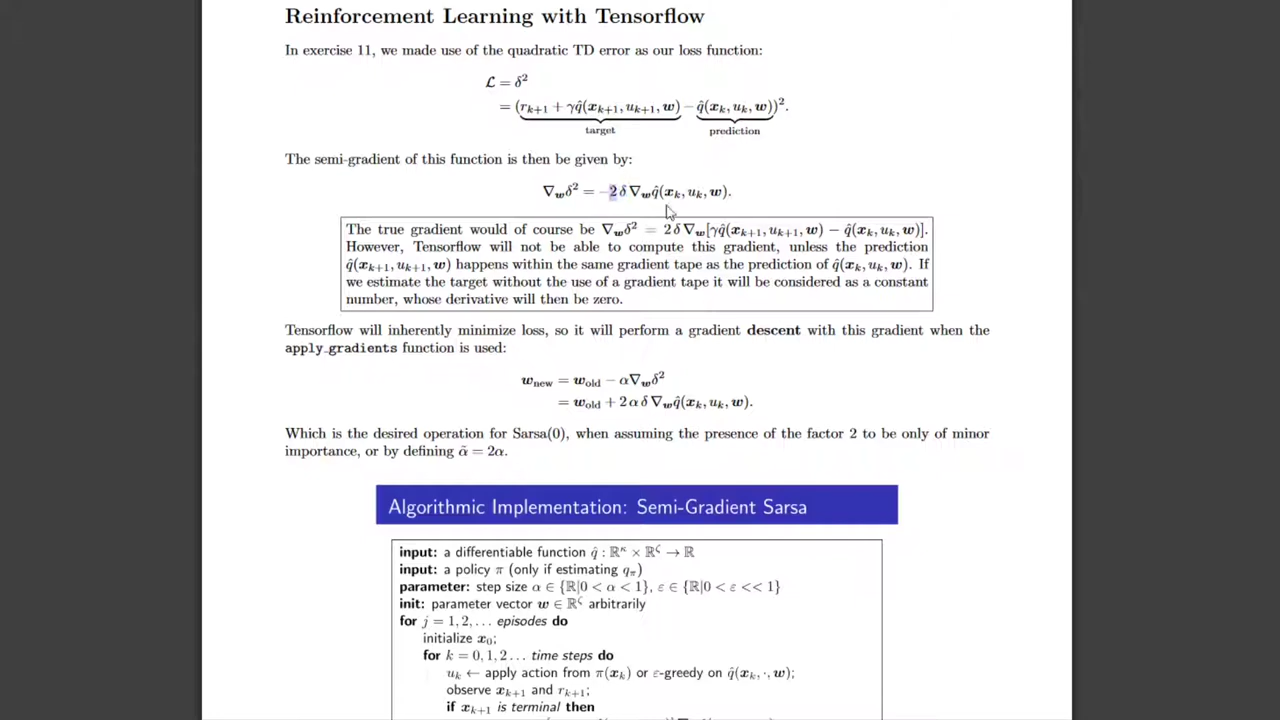 Reinforcement Learning with Tensorflow
In exercise 11, we made use of the quadratic TD error as our loss function:
ℒ = δ²
= (r_{k+1} + γq̂(x_{k+1}, u_{k+1}, w) − q̂(x_k, u_k, w))².
target prediction
The semi-gradient of this function is then be given by:
∇_w δ² = −2 δ ∇_w q̂(x_k, u_k, w).
The true gradient would of course be ∇_w δ² = 2 δ ∇_w[γq̂(x_{k+1}, u_{k+1}, w) − q̂(x_k, u_k, w)].
However, Tensorflow will not be able to compute this gradient, unless the prediction
q̂(x_{k+1}, u_{k+1}, w) happens within the same gradient tape as the prediction of q̂(x_k, u_k, w). If
we estimate the target without the use of a gradient tape it will be considered as a constant
number, whose derivative will then be zero.
Tensorflow will inherently minimize loss, so it will perform a gradient descent with this gradient when the
apply_gradients function is used:
w_new = w_old − α∇_w δ²
= w_old + 2 α δ ∇_w q̂(x_k, u_k, w).
Which is the desired operation for Sarsa(0), when assuming the presence of the factor 2 to be only of minor
importance, or by defining α̃ = 2α.
Algorithmic Implementation: Semi-Gradient Sarsa
input: a differentiable function q̂ : ℝ^κ × ℝ^ζ → ℝ
input: a policy π (only if estimating q_π)
parameter: step size α ∈ {ℝ|0 < α < 1}, ε ∈ {ℝ|0 < ε << 1}
init: parameter vector w ∈ ℝ^ζ arbitrarily
for j = 1, 2, . . . episodes do
initialize x_0;
for k = 0, 1, 2 . . . time steps do
u_k ← apply action from π(x_k) or ε-greedy on q̂(x_k, ·, w);
observe x_{k+1} and r_{k+1};
if x_{k+1} is terminal then